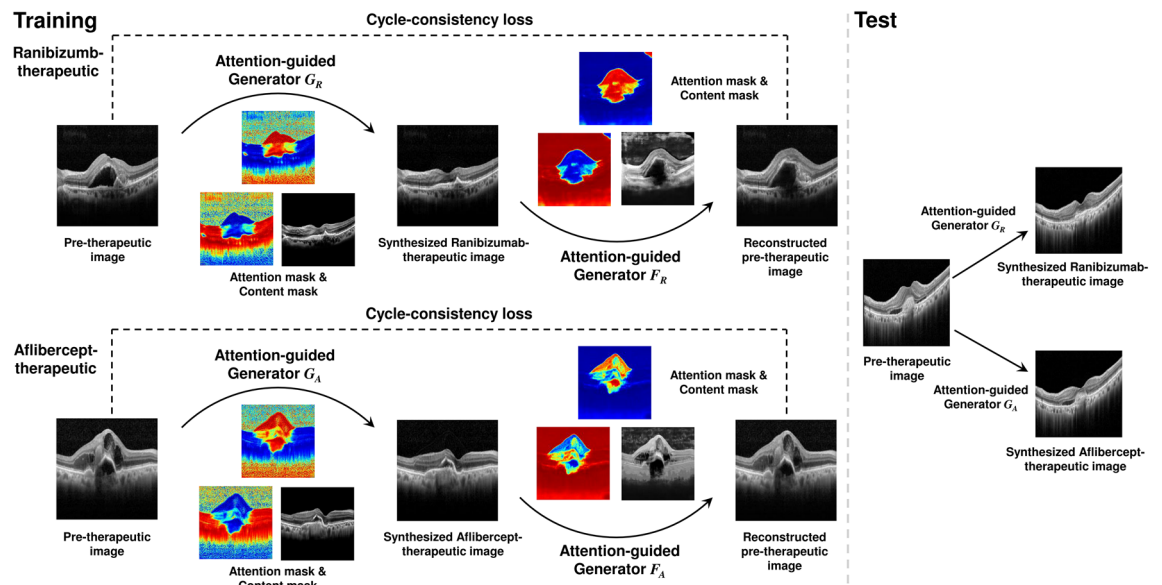 Training
Cycle-consistency loss
Ranibizumb-
therapeutic
Attention-guided
Generator G_R
Attention mask &
Content mask
Pre-therapeutic
image
Attention mask &
Content mask
Synthesized Ranibizumab-
therapeutic image
Attention-guided
Generator F_R
Reconstructed
pre-therapeutic
image
Cycle-consistency loss
Aflibercept-
therapeutic
Attention-guided
Generator G_A
Attention mask &
Content mask
Pre-therapeutic
image
Attention mask &
Content mask
Synthesized Aflibercept-
therapeutic image
Attention-guided
Generator F_A
Reconstructed
pre-therapeutic
image
Test
Attention-guided
Generator G_R
Synthesized Ranibizumab-
therapeutic image
Pre-therapeutic
image
Attention-guided
Generator G_A
Synthesized Aflibercept-
therapeutic image